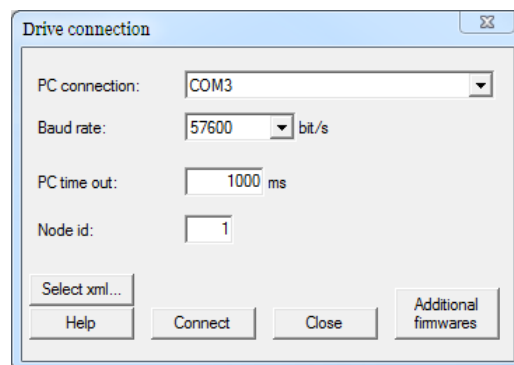 Drive connection
PC connection: COM3
Baud rate: 57600 bit/s
PC time out: 1000 ms
Node id: 1
Select xml...
Help Connect Close Additional
firmwares